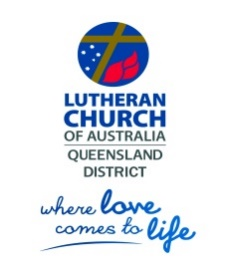 LUTHERAN
CHURCH
OF AUSTRALIA
QUEENSLAND
DISTRICT
where love
comes to life